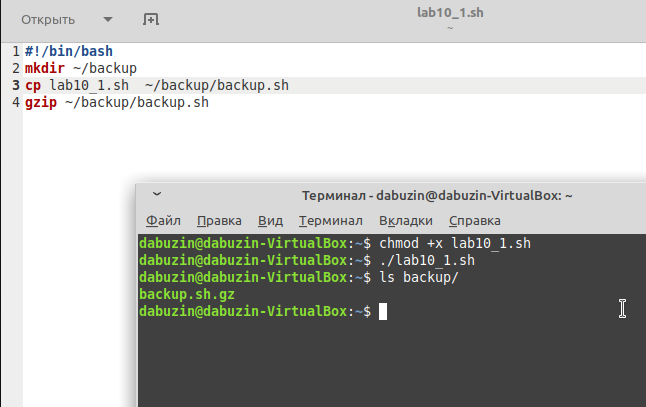 Открыть
lab10_1.sh
~
1 #!/bin/bash
2 mkdir ~/backup
3 cp lab10_1.sh  ~/backup/backup.sh
4 gzip ~/backup/backup.sh
Терминал - dabuzin@dabuzin-VirtualBox: ~
Файл Правка Вид Терминал Вкладки Справка
dabuzin@dabuzin-VirtualBox:~$ chmod +x lab10_1.sh
dabuzin@dabuzin-VirtualBox:~$ ./lab10_1.sh
dabuzin@dabuzin-VirtualBox:~$ ls backup/
backup.sh.gz
dabuzin@dabuzin-VirtualBox:~$